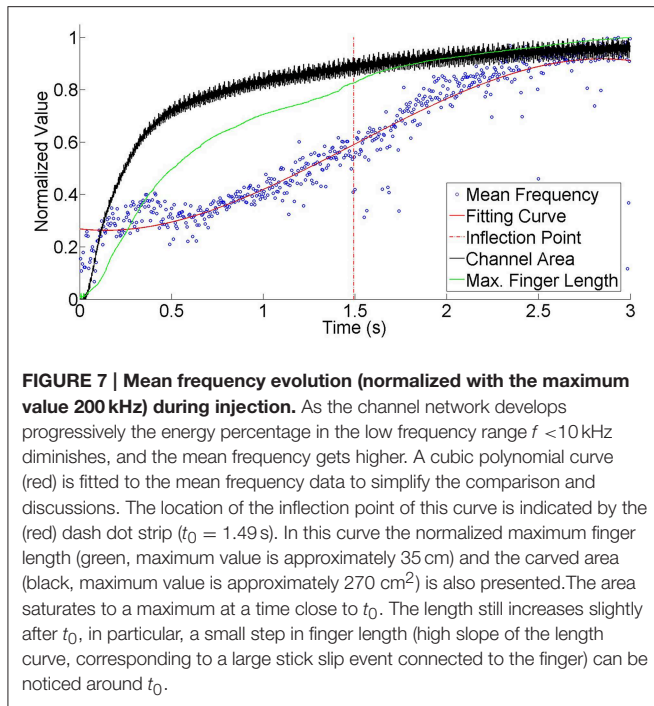 1
0.8
0.6
0.4
0.2
0
Normalized Value
0
0.5
1
1.5
2
2.5
3
Time (s)
Mean Frequency
Fitting Curve
Inflection Point
Channel Area
Max. Finger Length
FIGURE 7 | Mean frequency evolution (normalized with the maximum
value 200 kHz) during injection. As the channel network develops
progressively the energy percentage in the low frequency range f <10 kHz
diminishes, and the mean frequency gets higher. A cubic polynomial curve
(red) is fitted to the mean frequency data to simplify the comparison and
discussions. The location of the inflection point of this curve is indicated by the
(red) dash dot strip (t₀ = 1.49 s). In this curve the normalized maximum finger
length (green, maximum value is approximately 35 cm) and the carved area
(black, maximum value is approximately 270 cm²) is also presented.The area
saturates to a maximum at a time close to t₀. The length still increases slightly
after t₀, in particular, a small step in finger length (high slope of the length
curve, corresponding to a large stick slip event connected to the finger) can be
noticed around t₀.